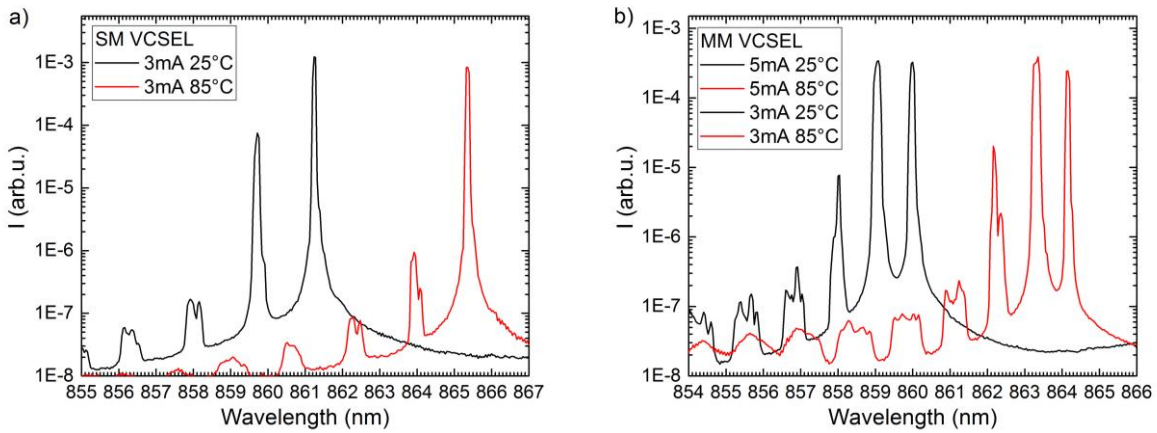 a)
SM VCSEL
3mA 25°C
3mA 85°C
1E-3
1E-4
1E-5
1E-6
1E-7
1E-8
I (arb.u.)
855 856 857 858 859 860 861 862 863 864 865 866 867
Wavelength (nm)
b)
MM VCSEL
5mA 25°C
5mA 85°C
3mA 25°C
3mA 85°C
1E-3
1E-4
1E-5
1E-6
1E-7
1E-8
I (arb.u.)
854 855 856 857 858 859 860 861 862 863 864 865 866
Wavelength (nm)